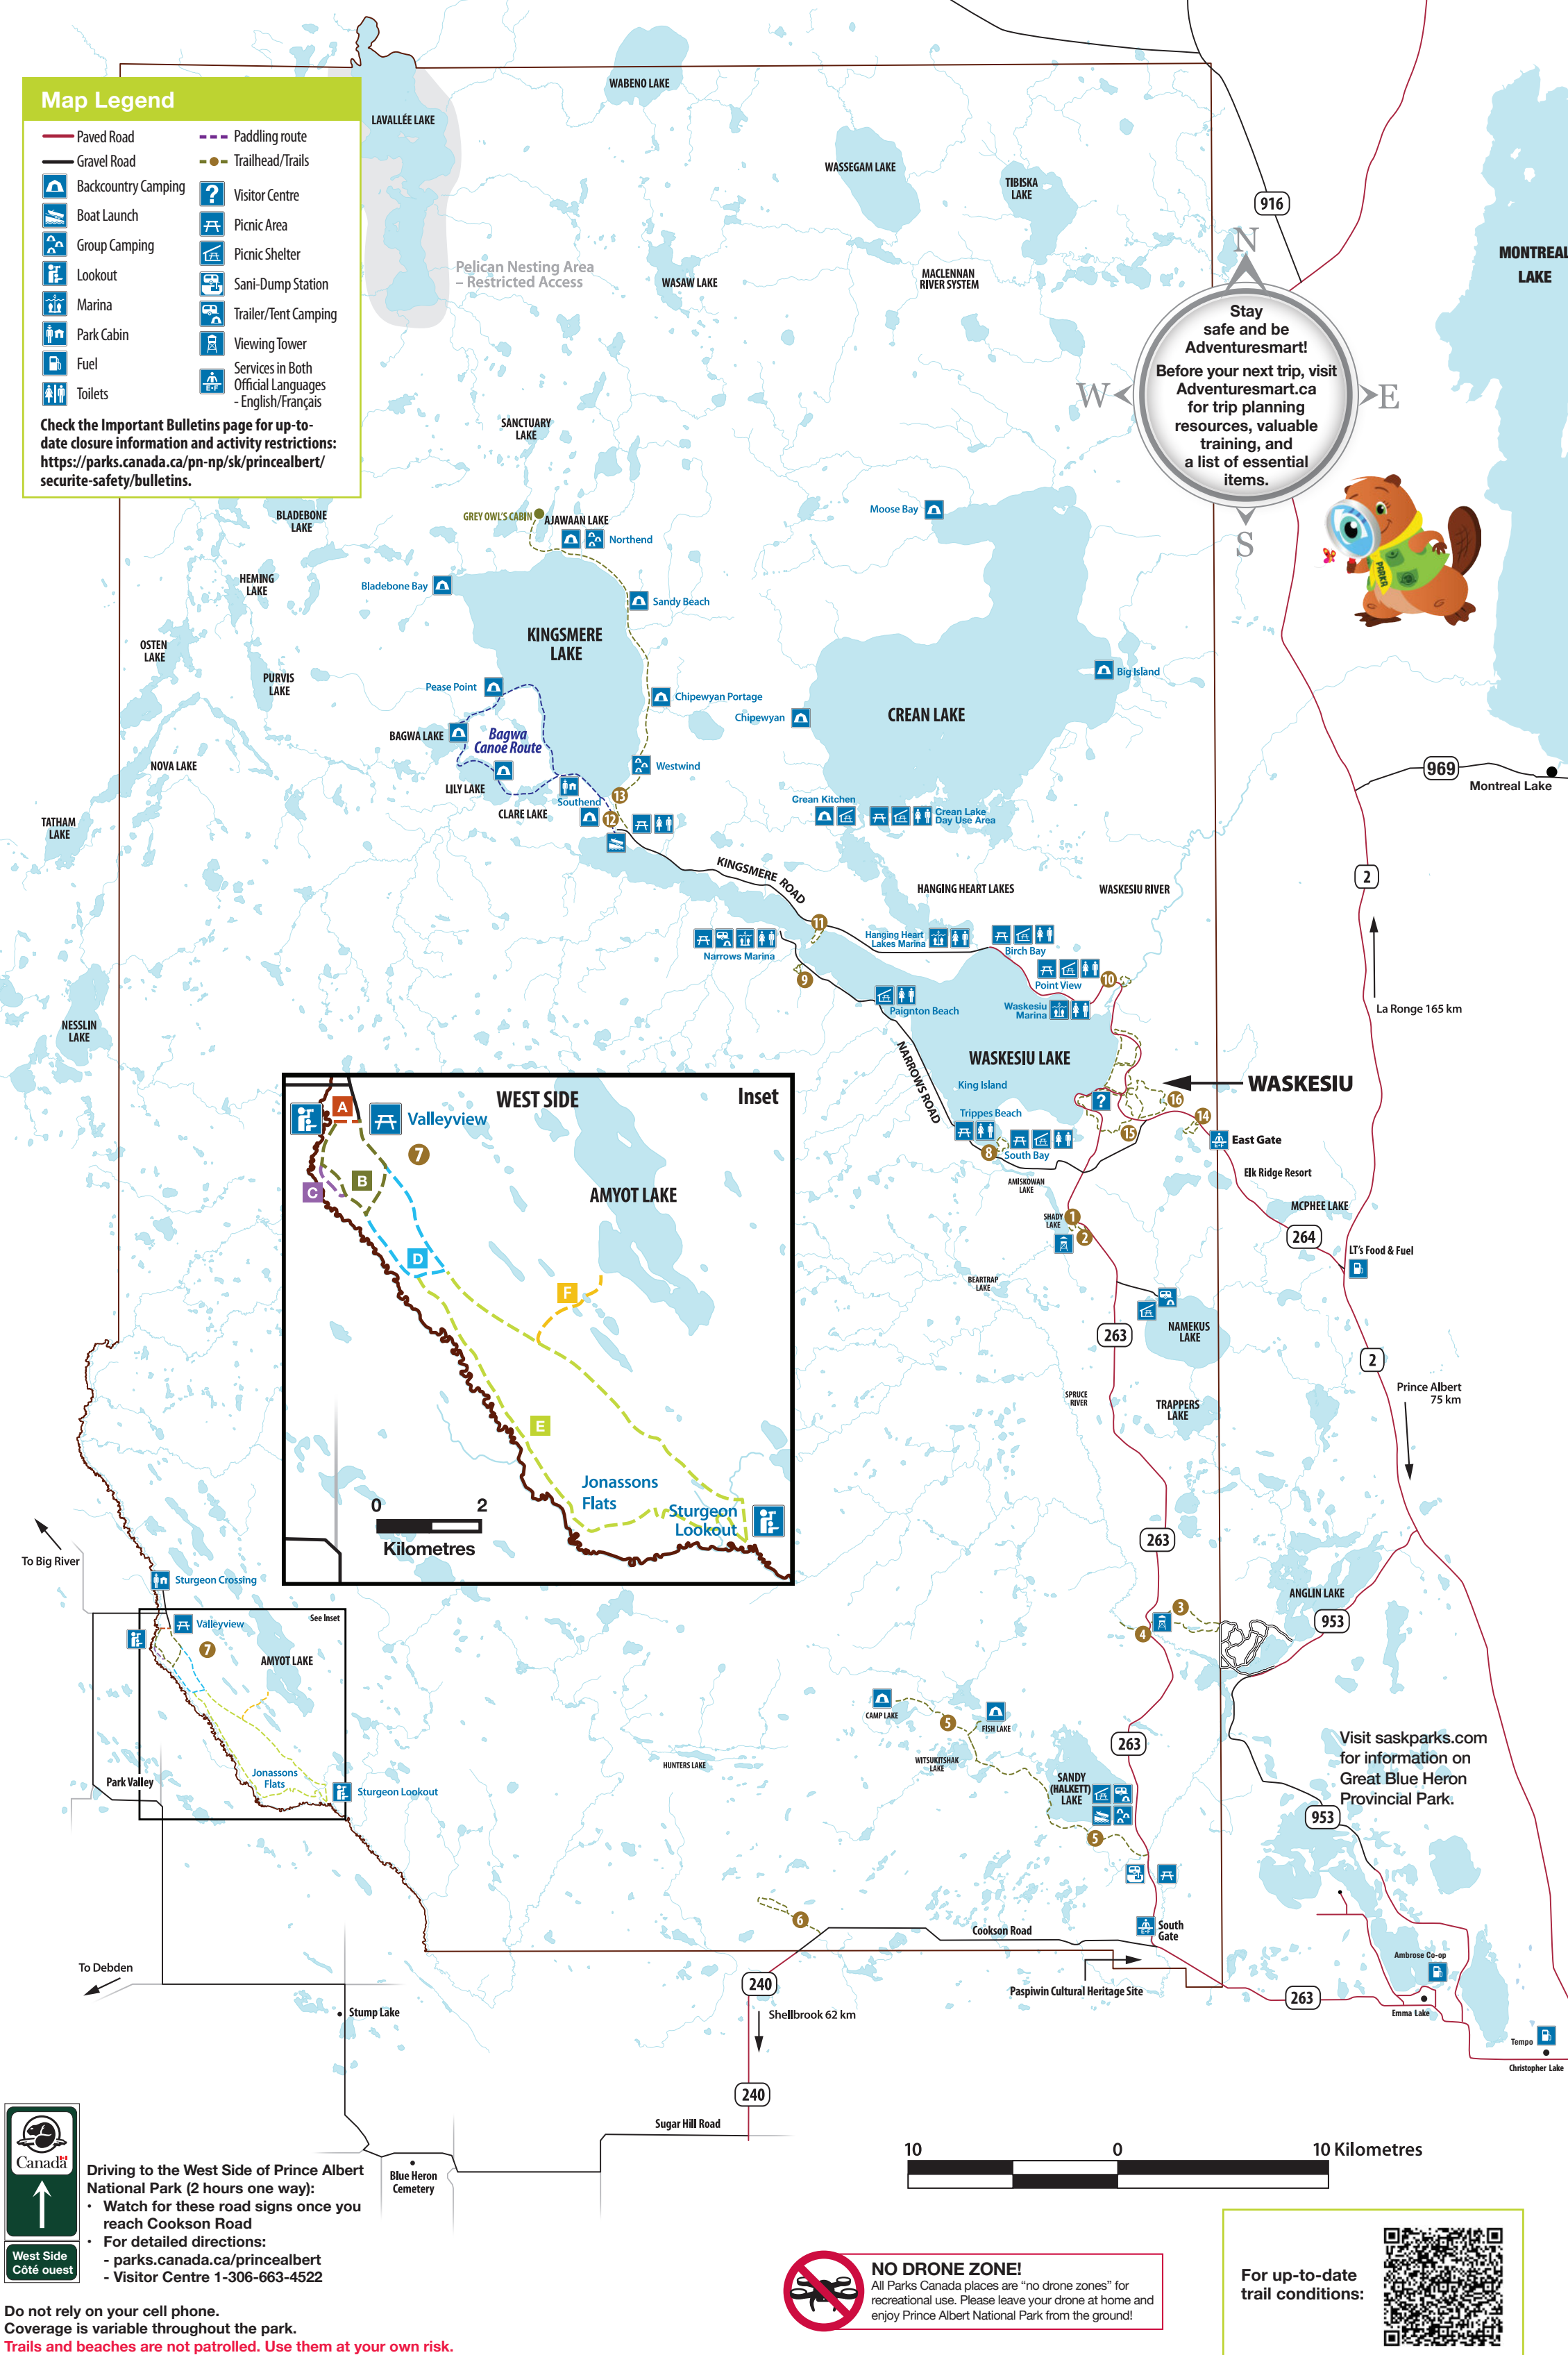 Map Legend
Paved Road
Gravel Road
Backcountry Camping
Boat Launch
Group Camping
Lookout
Marina
Park Cabin
Fuel
Toilets
Paddling route
Trailhead/Trails
Visitor Centre
Picnic Area
Picnic Shelter
Sani-Dump Station
Trailer/Tent Camping
Viewing Tower
Services in Both
Official Languages
- English/Français
Check the Important Bulletins page for up-to-
date closure information and activity restrictions:
https://parks.canada.ca/pn-np/sk/princealbert/
securite-safety/bulletins.
LAVALLÉE LAKE
WABENO LAKE
WASSEGAM LAKE
TIBISKA
LAKE
916
MONTREAL
LAKE
Pelican Nesting Area
– Restricted Access
WASAW LAKE
MACLENNAN
RIVER SYSTEM
N
W
E
S
Stay
safe and be
Adventuresmart!
Before your next trip, visit
Adventuresmart.ca
for trip planning
resources, valuable
training, and
a list of essential
items.
PARKA
SANCTUARY
LAKE
BLADEBONE
LAKE
GREY OWL'S CABIN
AJAWAAN LAKE
Northend
Moose Bay
HEMING
LAKE
Bladebone Bay
Sandy Beach
KINGSMERE
LAKE
OSTEN
LAKE
PURVIS
LAKE
Pease Point
Chipewyan Portage
Chipewyan
Big Island
CREAN LAKE
BAGWA LAKE
Bagwa
Canoe Route
NOVA LAKE
Westwind
LILY LAKE
Southend
CLARE LAKE
13
12
Crean Kitchen
Crean Lake
Day Use Area
969
Montreal Lake
TATHAM
LAKE
KINGSMERE ROAD
HANGING HEART LAKES
WASKESIU RIVER
2
11
Narrows Marina
Hanging Heart
Lakes Marina
Birch Bay
Point View
10
9
Paignton Beach
Waskesiu
Marina
La Ronge 165 km
NESSLIN
LAKE
NARROWS ROAD
WASKESIU LAKE
King Island
WASKESIU
Trippes Beach
16
14
15
East Gate
8
South Bay
Elk Ridge Resort
AMISKOWAN
LAKE
MCPHEE LAKE
SHADY
LAKE
1
2
264
LT's Food & Fuel
BEARTRAP
LAKE
NAMEKUS
LAKE
263
2
SPRUCE
RIVER
TRAPPERS
LAKE
Prince Albert
75 km
WEST SIDE
Inset
A
Valleyview
7
B
C
AMYOT LAKE
D
F
E
Jonassons
Flats
Sturgeon
Lookout
0
2
Kilometres
263
To Big River
Sturgeon Crossing
Valleyview
See Inset
7
AMYOT LAKE
Jonassons
Flats
Park Valley
Sturgeon Lookout
ANGLIN LAKE
3
4
953
CAMP LAKE
5
FISH LAKE
WITSUKITSHAK
LAKE
HUNTERS LAKE
263
SANDY
(HALKETT)
LAKE
5
Visit saskparks.com
for information on
Great Blue Heron
Provincial Park.
953
6
Cookson Road
South
Gate
Paspiwin Cultural Heritage Site
240
Shellbrook 62 km
263
Ambrose Co-op
Emma Lake
Tempo
Christopher Lake
To Debden
Stump Lake
240
Sugar Hill Road
Blue Heron
Cemetery
10
0
10 Kilometres
Canada
West Side
Côté ouest
Driving to the West Side of Prince Albert
National Park (2 hours one way):
• Watch for these road signs once you
reach Cookson Road
• For detailed directions:
- parks.canada.ca/princealbert
- Visitor Centre 1-306-663-4522
Do not rely on your cell phone.
Coverage is variable throughout the park.
Trails and beaches are not patrolled. Use them at your own risk.
NO DRONE ZONE!
All Parks Canada places are “no drone zones” for
recreational use. Please leave your drone at home and
enjoy Prince Albert National Park from the ground!
For up-to-date
trail conditions: